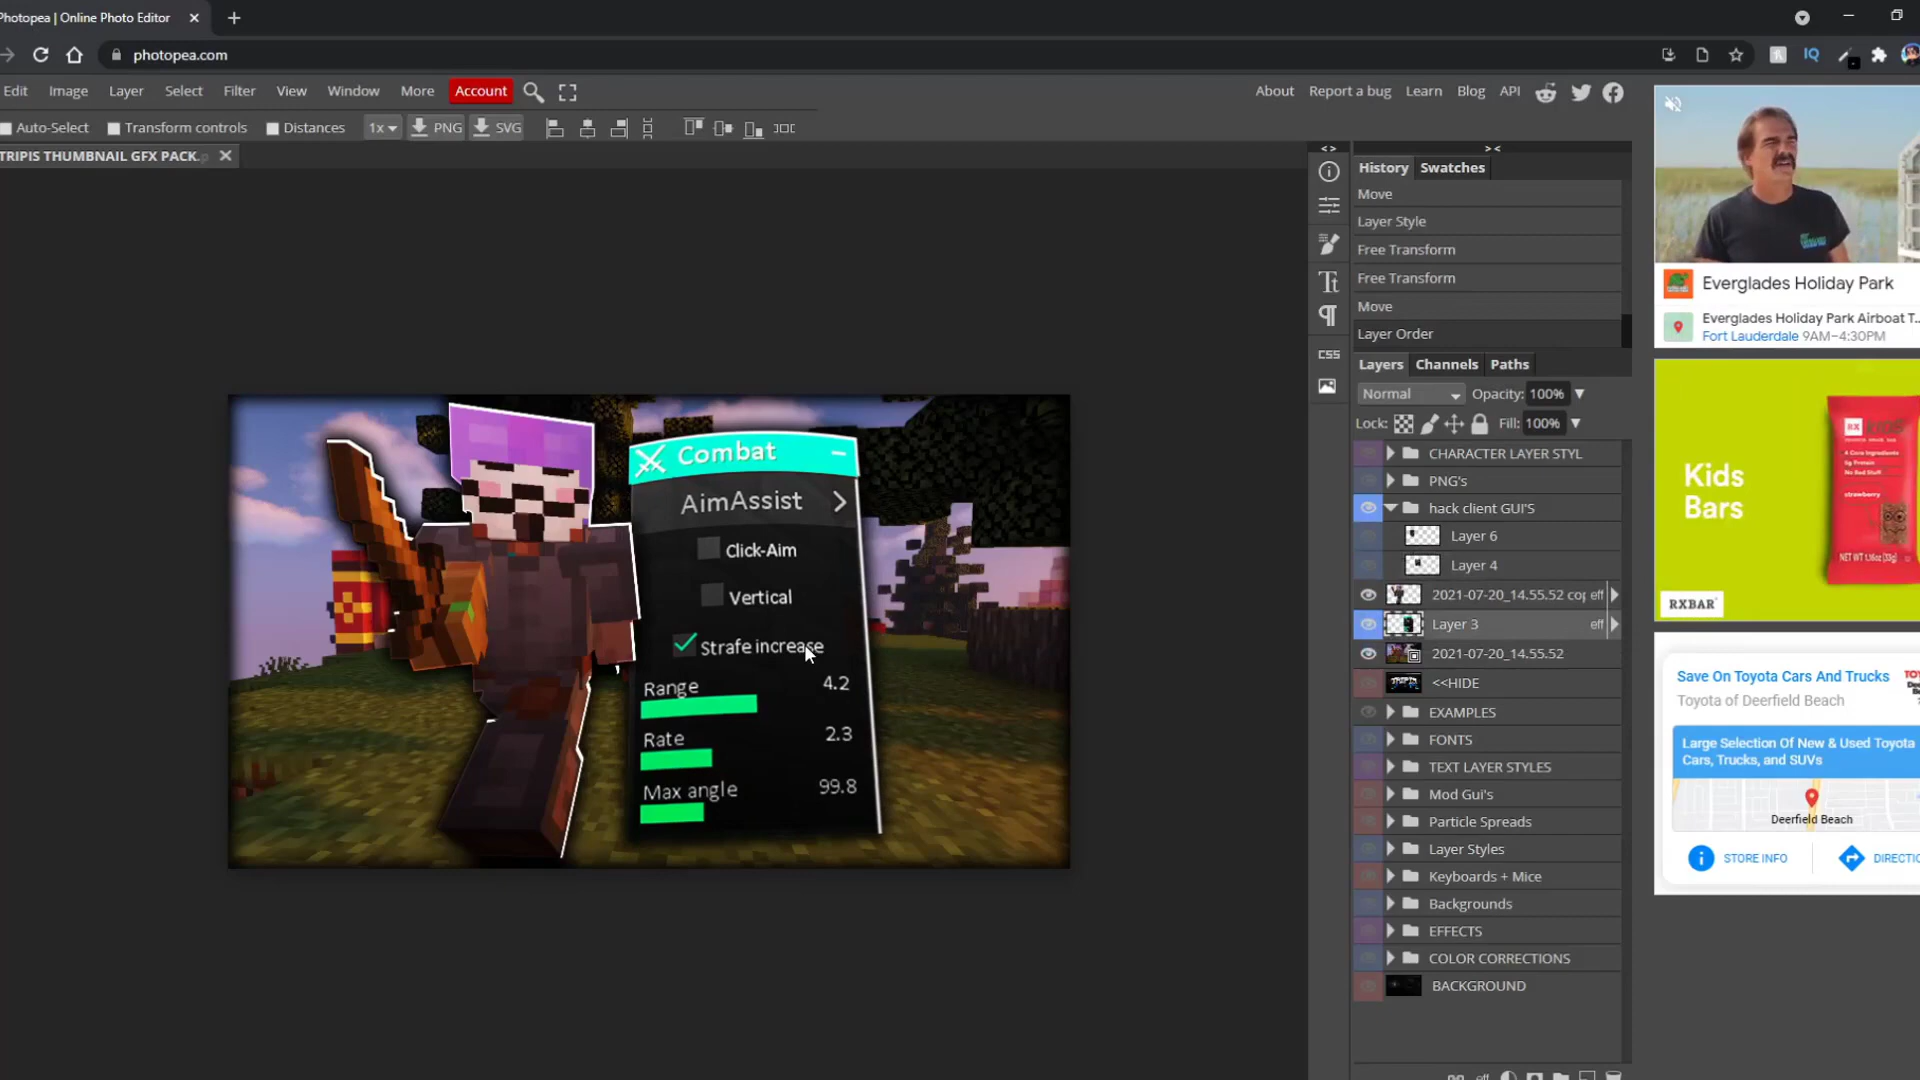 Photopea | Online Photo Editor
photopea.com
IQ
Edit Image Layer Select Filter View Window More Account
About Report a bug Learn Blog API
Auto-Select Transform controls Distances 1x PNG SVG
TRIPIS THUMBNAIL GFX PACK.p
History Swatches
Move
Layer Style
Free Transform
Free Transform
Move
Layer Order
Layers Channels Paths
Normal Opacity: 100%
Lock: Fill: 100%
CHARACTER LAYER STYL
PNG's
hack client GUI'S
Layer 6
Layer 4
2021-07-20_14.55.52 cop eff
Layer 3 eff
2021-07-20_14.55.52
<<HIDE
EXAMPLES
FONTS
TEXT LAYER STYLES
Mod Gui's
Particle Spreads
Layer Styles
Keyboards + Mice
Backgrounds
EFFECTS
COLOR CORRECTIONS
BACKGROUND
CSS
Combat
AimAssist
Click-Aim
Vertical
Strafe increase
Range 4.2
Rate 2.3
Max angle 99.8
Everglades Holiday Park
Everglades Holiday Park Airboat T...
Fort Lauderdale 9AM–4:30PM
Kids
Bars
RXBAR
Save On Toyota Cars And Trucks
Toyota of Deerfield Beach
Large Selection Of New & Used Toyota
Cars, Trucks, and SUVs
Deerfield Beach
STORE INFO
DIRECTIO